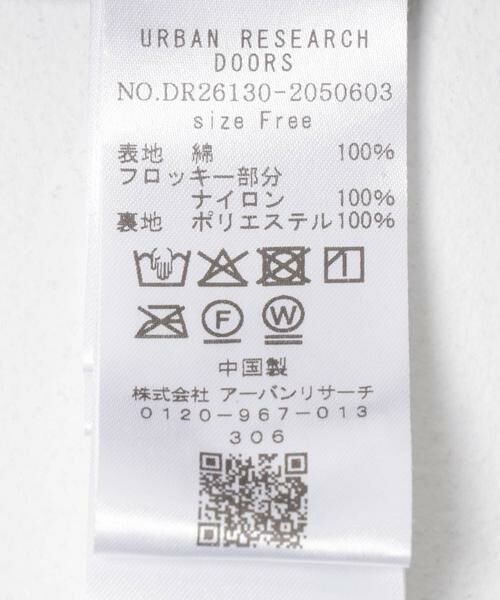 URBAN RESEARCH
DOORS
NO.DR26130-2050603
size Free
表地 綿 100%
フロッキー部分
ナイロン 100%
裏地 ポリエステル100%
F W
中国製
株式会社 アーバンリサーチ
0120-967-013
306